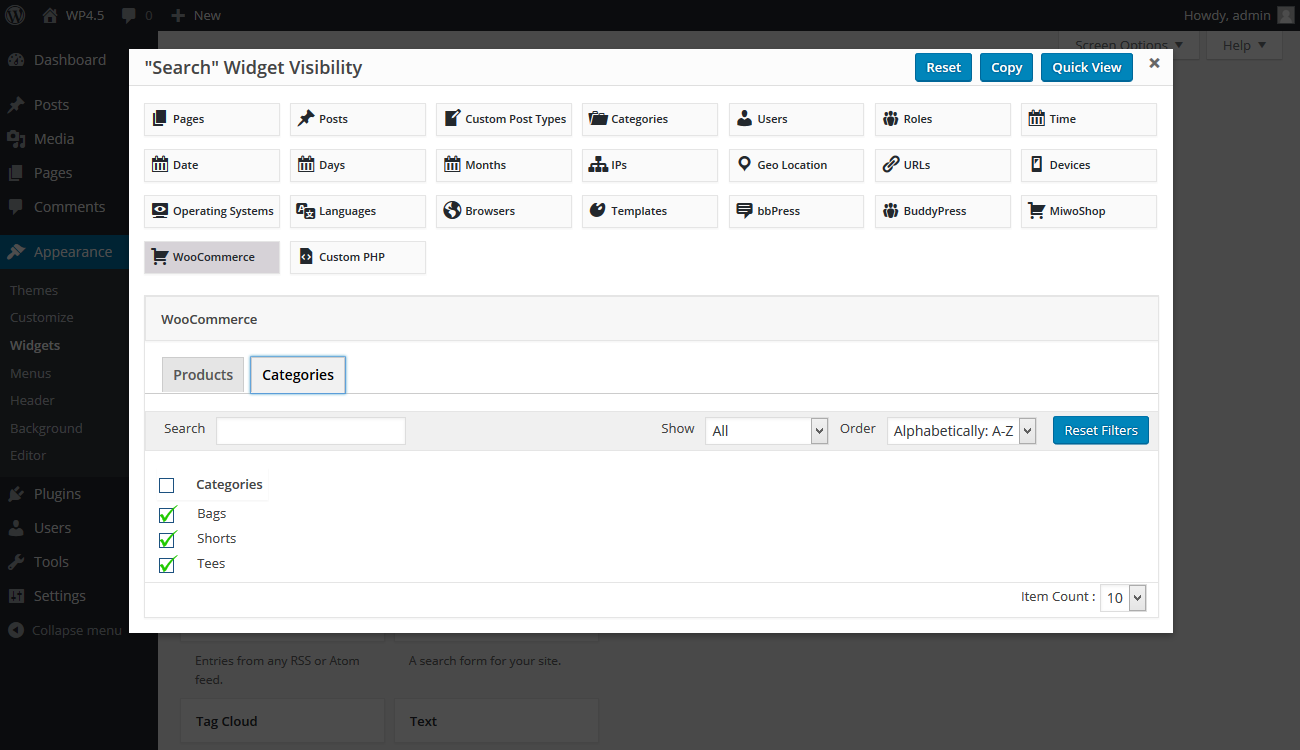 WP4.5 0 New Howdy, admin
Screen Options Help
Dashboard
Posts
Media
Pages
Comments
Appearance
Themes
Customize
Widgets
Menus
Header
Background
Editor
Plugins
Users
Tools
Settings
Collapse menu
"Search" Widget Visibility Reset Copy Quick View
Pages Posts Custom Post Types Categories Users Roles Time
Date Days Months IPs Geo Location URLs Devices
Operating Systems Languages Browsers Templates bbPress BuddyPress MiwoShop
WooCommerce Custom PHP
WooCommerce
Products Categories
Search Show All Order Alphabetically: A-Z Reset Filters
Categories
Bags
Shorts
Tees
Item Count : 10
Entries from any RSS or Atom
feed.
A search form for your site.
Tag Cloud Text